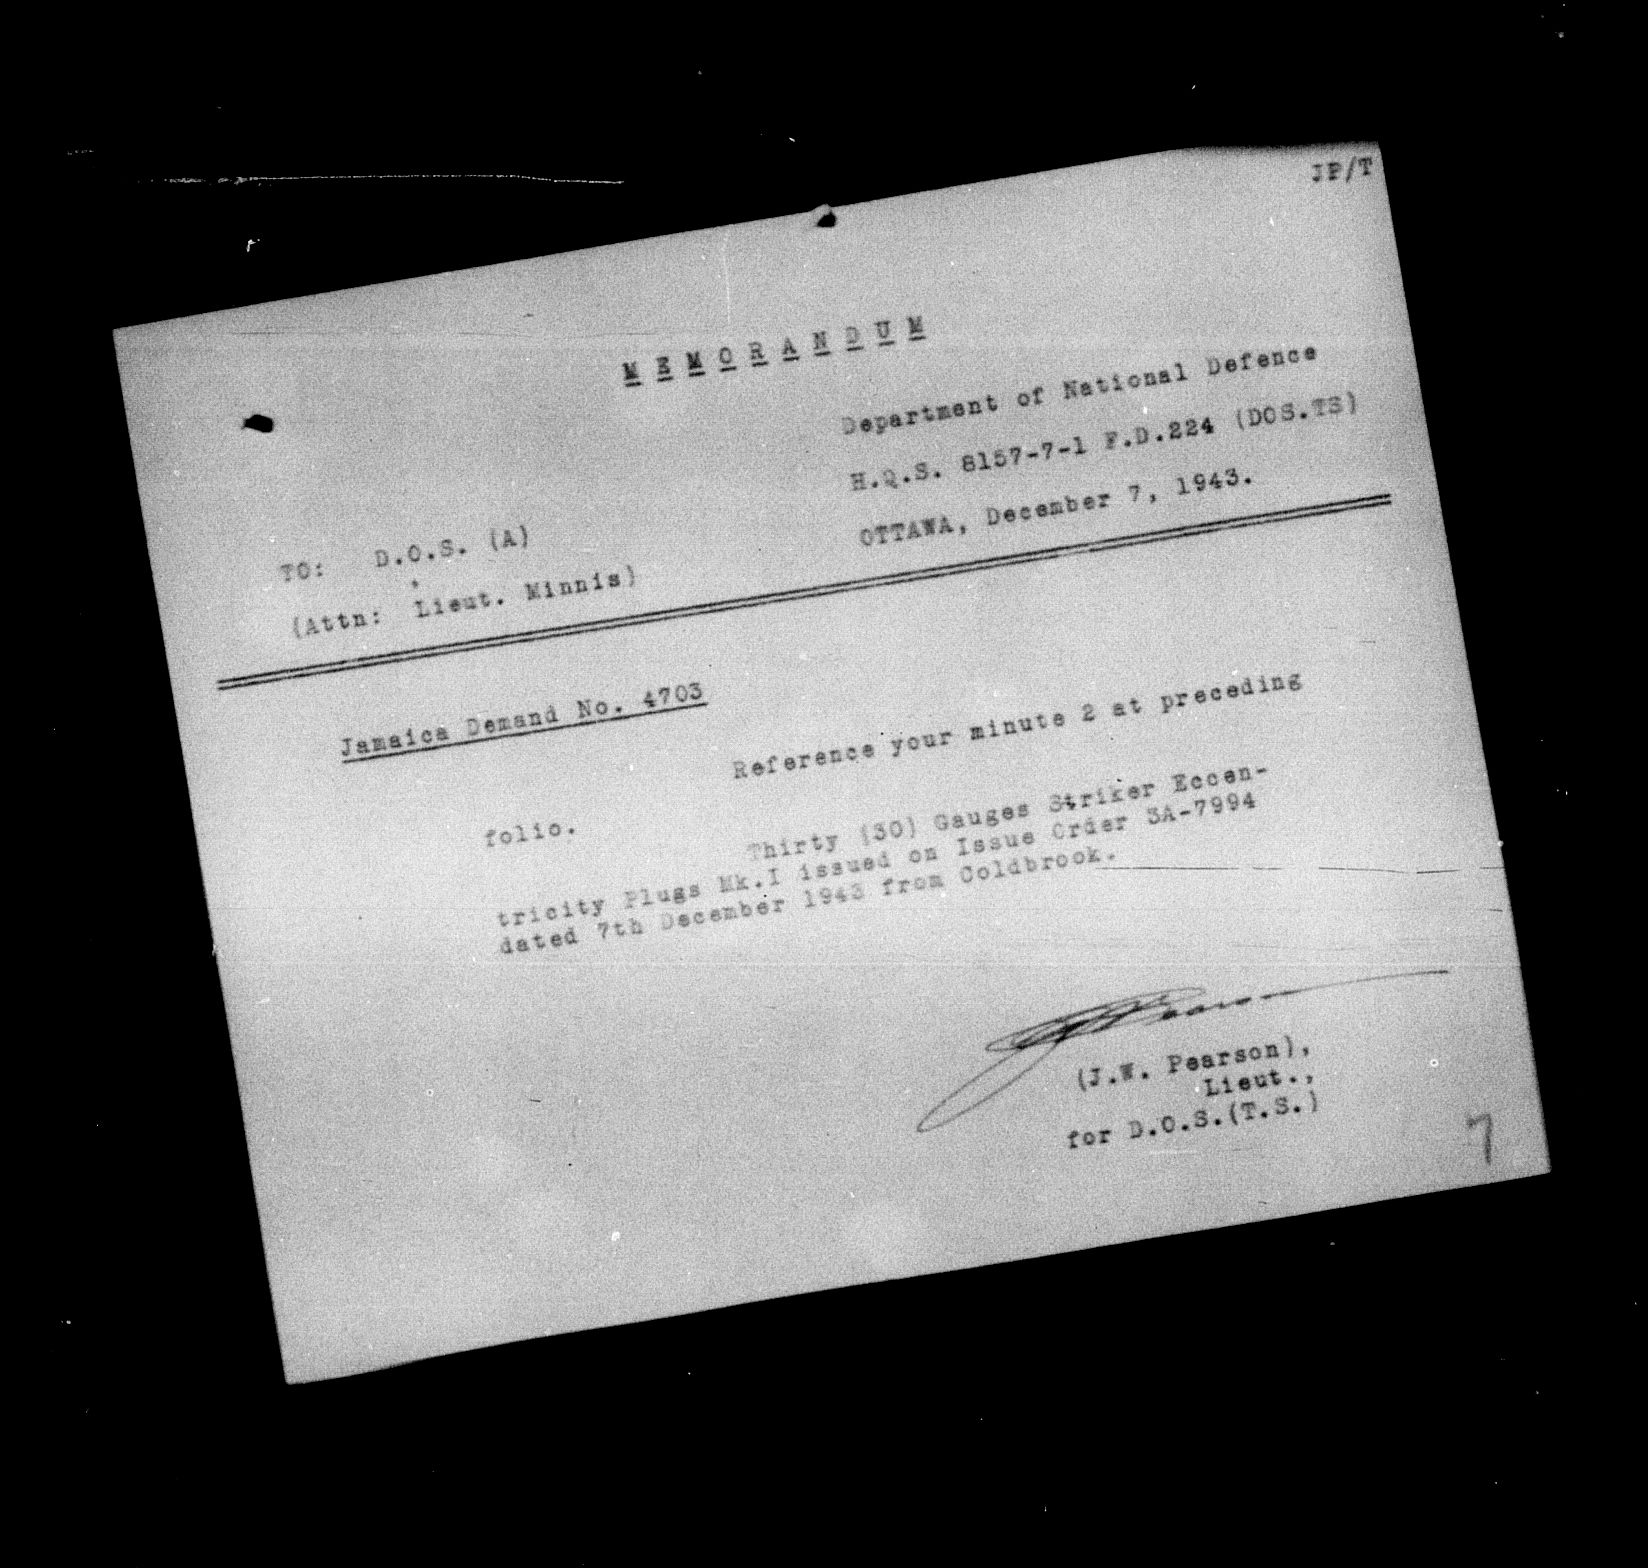 JP/T
MEMORANDUM
Department of National Defence
H.Q.S. 8157-7-1 F.D.224 (DOS.TS)
OTTAWA, December 7, 1943.
TO: D.O.S. (A)
(Attn: Lieut. Minnis)
Jamaica Demand No. 4703
Reference your minute 2 at preceding
folio.
Thirty (30) Gauges Striker Eccen-
tricity Plugs Mk.I issued on Issue Order 3A-7994
dated 7th December 1943 from Coldbrook.
(J.W. Pearson),
Lieut.,
for D.O.S.(T.S.)
7